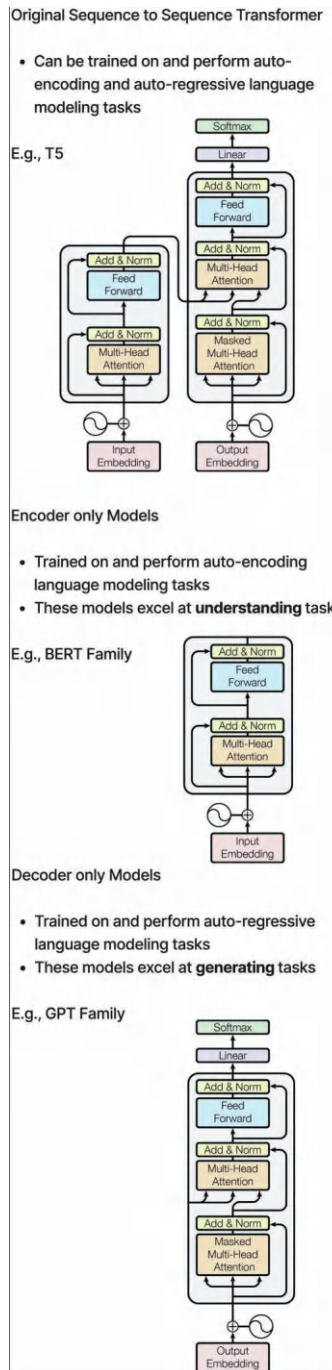 Original Sequence to Sequence Transformer
• Can be trained on and perform auto-
encoding and auto-regressive language
modeling tasks
E.g., T5
Softmax
Linear
Add & Norm
Feed
Forward
Add & Norm
Multi-Head
Attention
Add & Norm
Masked
Multi-Head
Attention
Output
Embedding
Add & Norm
Feed
Forward
Add & Norm
Multi-Head
Attention
Input
Embedding
Encoder only Models
• Trained on and perform auto-encoding
language modeling tasks
• These models excel at understanding task
E.g., BERT Family
Add & Norm
Feed
Forward
Add & Norm
Multi-Head
Attention
Input
Embedding
Decoder only Models
• Trained on and perform auto-regressive
language modeling tasks
• These models excel at generating tasks
E.g., GPT Family
Softmax
Linear
Add & Norm
Feed
Forward
Add & Norm
Multi-Head
Attention
Add & Norm
Masked
Multi-Head
Attention
Output
Embedding